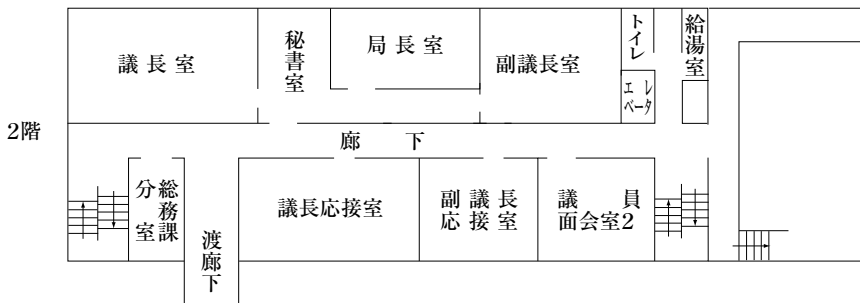 2階
議長室
秘書室
局長室
副議長室
トイレ
エレ
ベータ
給湯室
廊下
総務課
分室
渡廊下
議長応接室
副議長
応接室
議員
面会室2